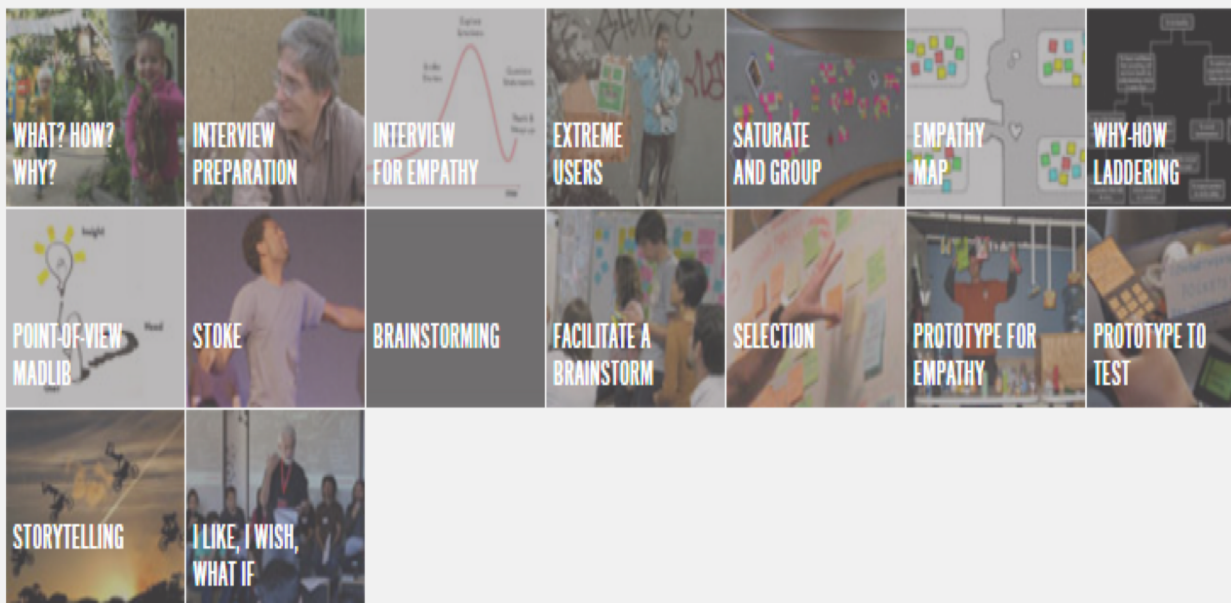 WHAT? HOW?
WHY?
INTERVIEW
PREPARATION
INTERVIEW
FOR EMPATHY
EXTREME
USERS
SATURATE
AND GROUP
EMPATHY
MAP
WHY-HOW
LADDERING
Insight
POINT-OF-VIEW
MADLIB
Need
STOKE
BRAINSTORMING
FACILITATE A
BRAINSTORM
SELECTION
PROTOTYPE FOR
EMPATHY
PROTOTYPE TO
TEST
STORYTELLING
I LIKE, I WISH,
WHAT IF